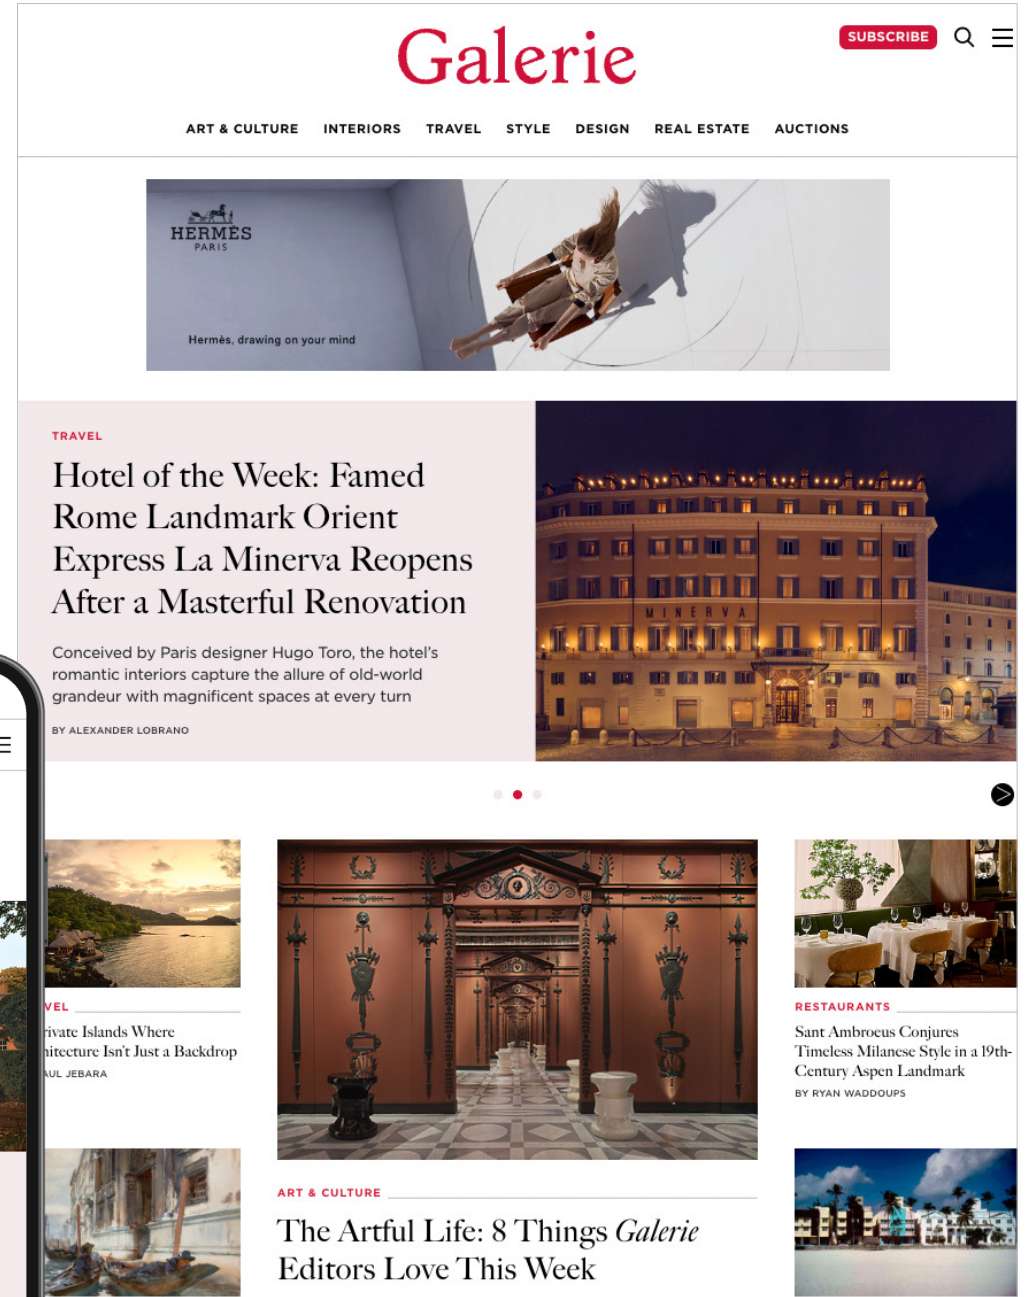 Galerie
SUBSCRIBE
ART & CULTURE INTERIORS TRAVEL STYLE DESIGN REAL ESTATE AUCTIONS
HERMÈS
PARIS
Hermès, drawing on your mind
TRAVEL
Hotel of the Week: Famed
Rome Landmark Orient
Express La Minerva Reopens
After a Masterful Renovation
Conceived by Paris designer Hugo Toro, the hotel's
romantic interiors capture the allure of old-world
grandeur with magnificent spaces at every turn
BY ALEXANDER LOBRANO
MINERVA
VEL
rivate Islands Where
hitecture Isn't Just a Backdrop
AUL JEBARA
ART & CULTURE
The Artful Life: 8 Things Galerie
Editors Love This Week
RESTAURANTS
Sant Ambroeus Conjures
Timeless Milanese Style in a 19th-
Century Aspen Landmark
BY RYAN WADDOUPS